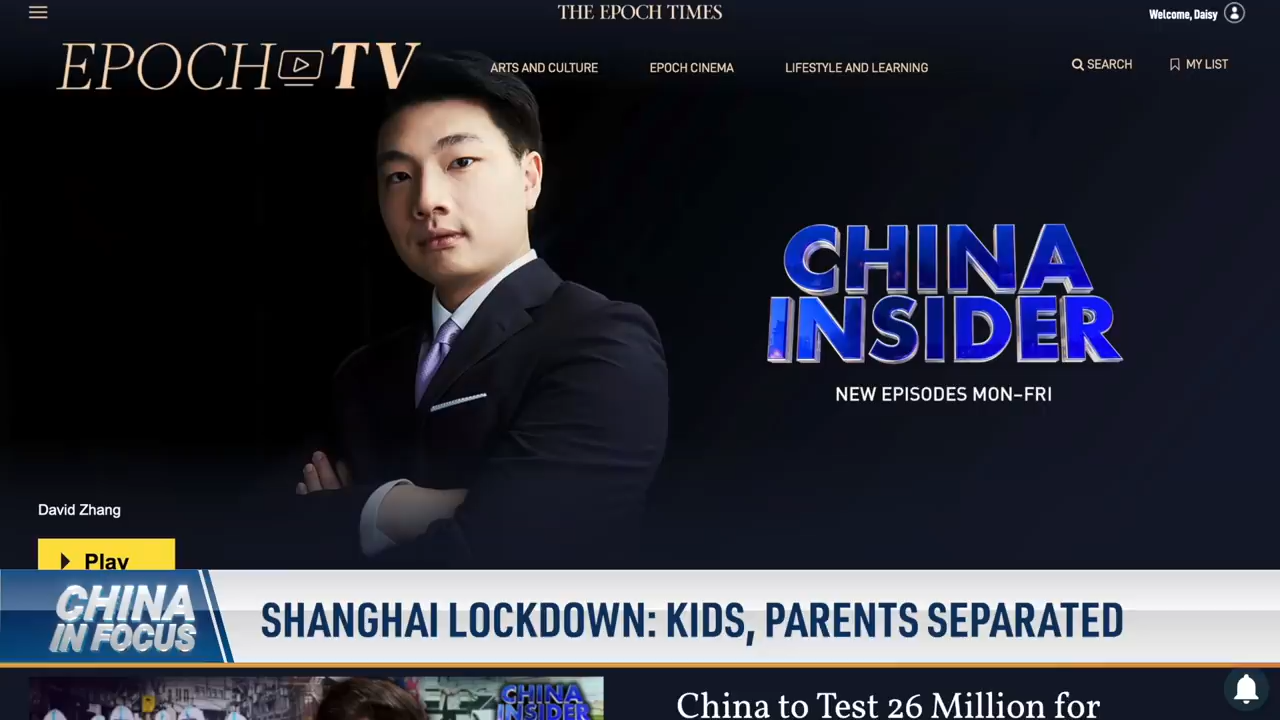 THE EPOCH TIMES
Welcome, Daisy
EPOCH TV
ARTS AND CULTURE
EPOCH CINEMA
LIFESTYLE AND LEARNING
SEARCH
MY LIST
CHINA
INSIDER
NEW EPISODES MON–FRI
David Zhang
Play
CHINA
IN FOCUS
SHANGHAI LOCKDOWN: KIDS, PARENTS SEPARATED
CHINA
INSIDER
China to Test 26 Million for